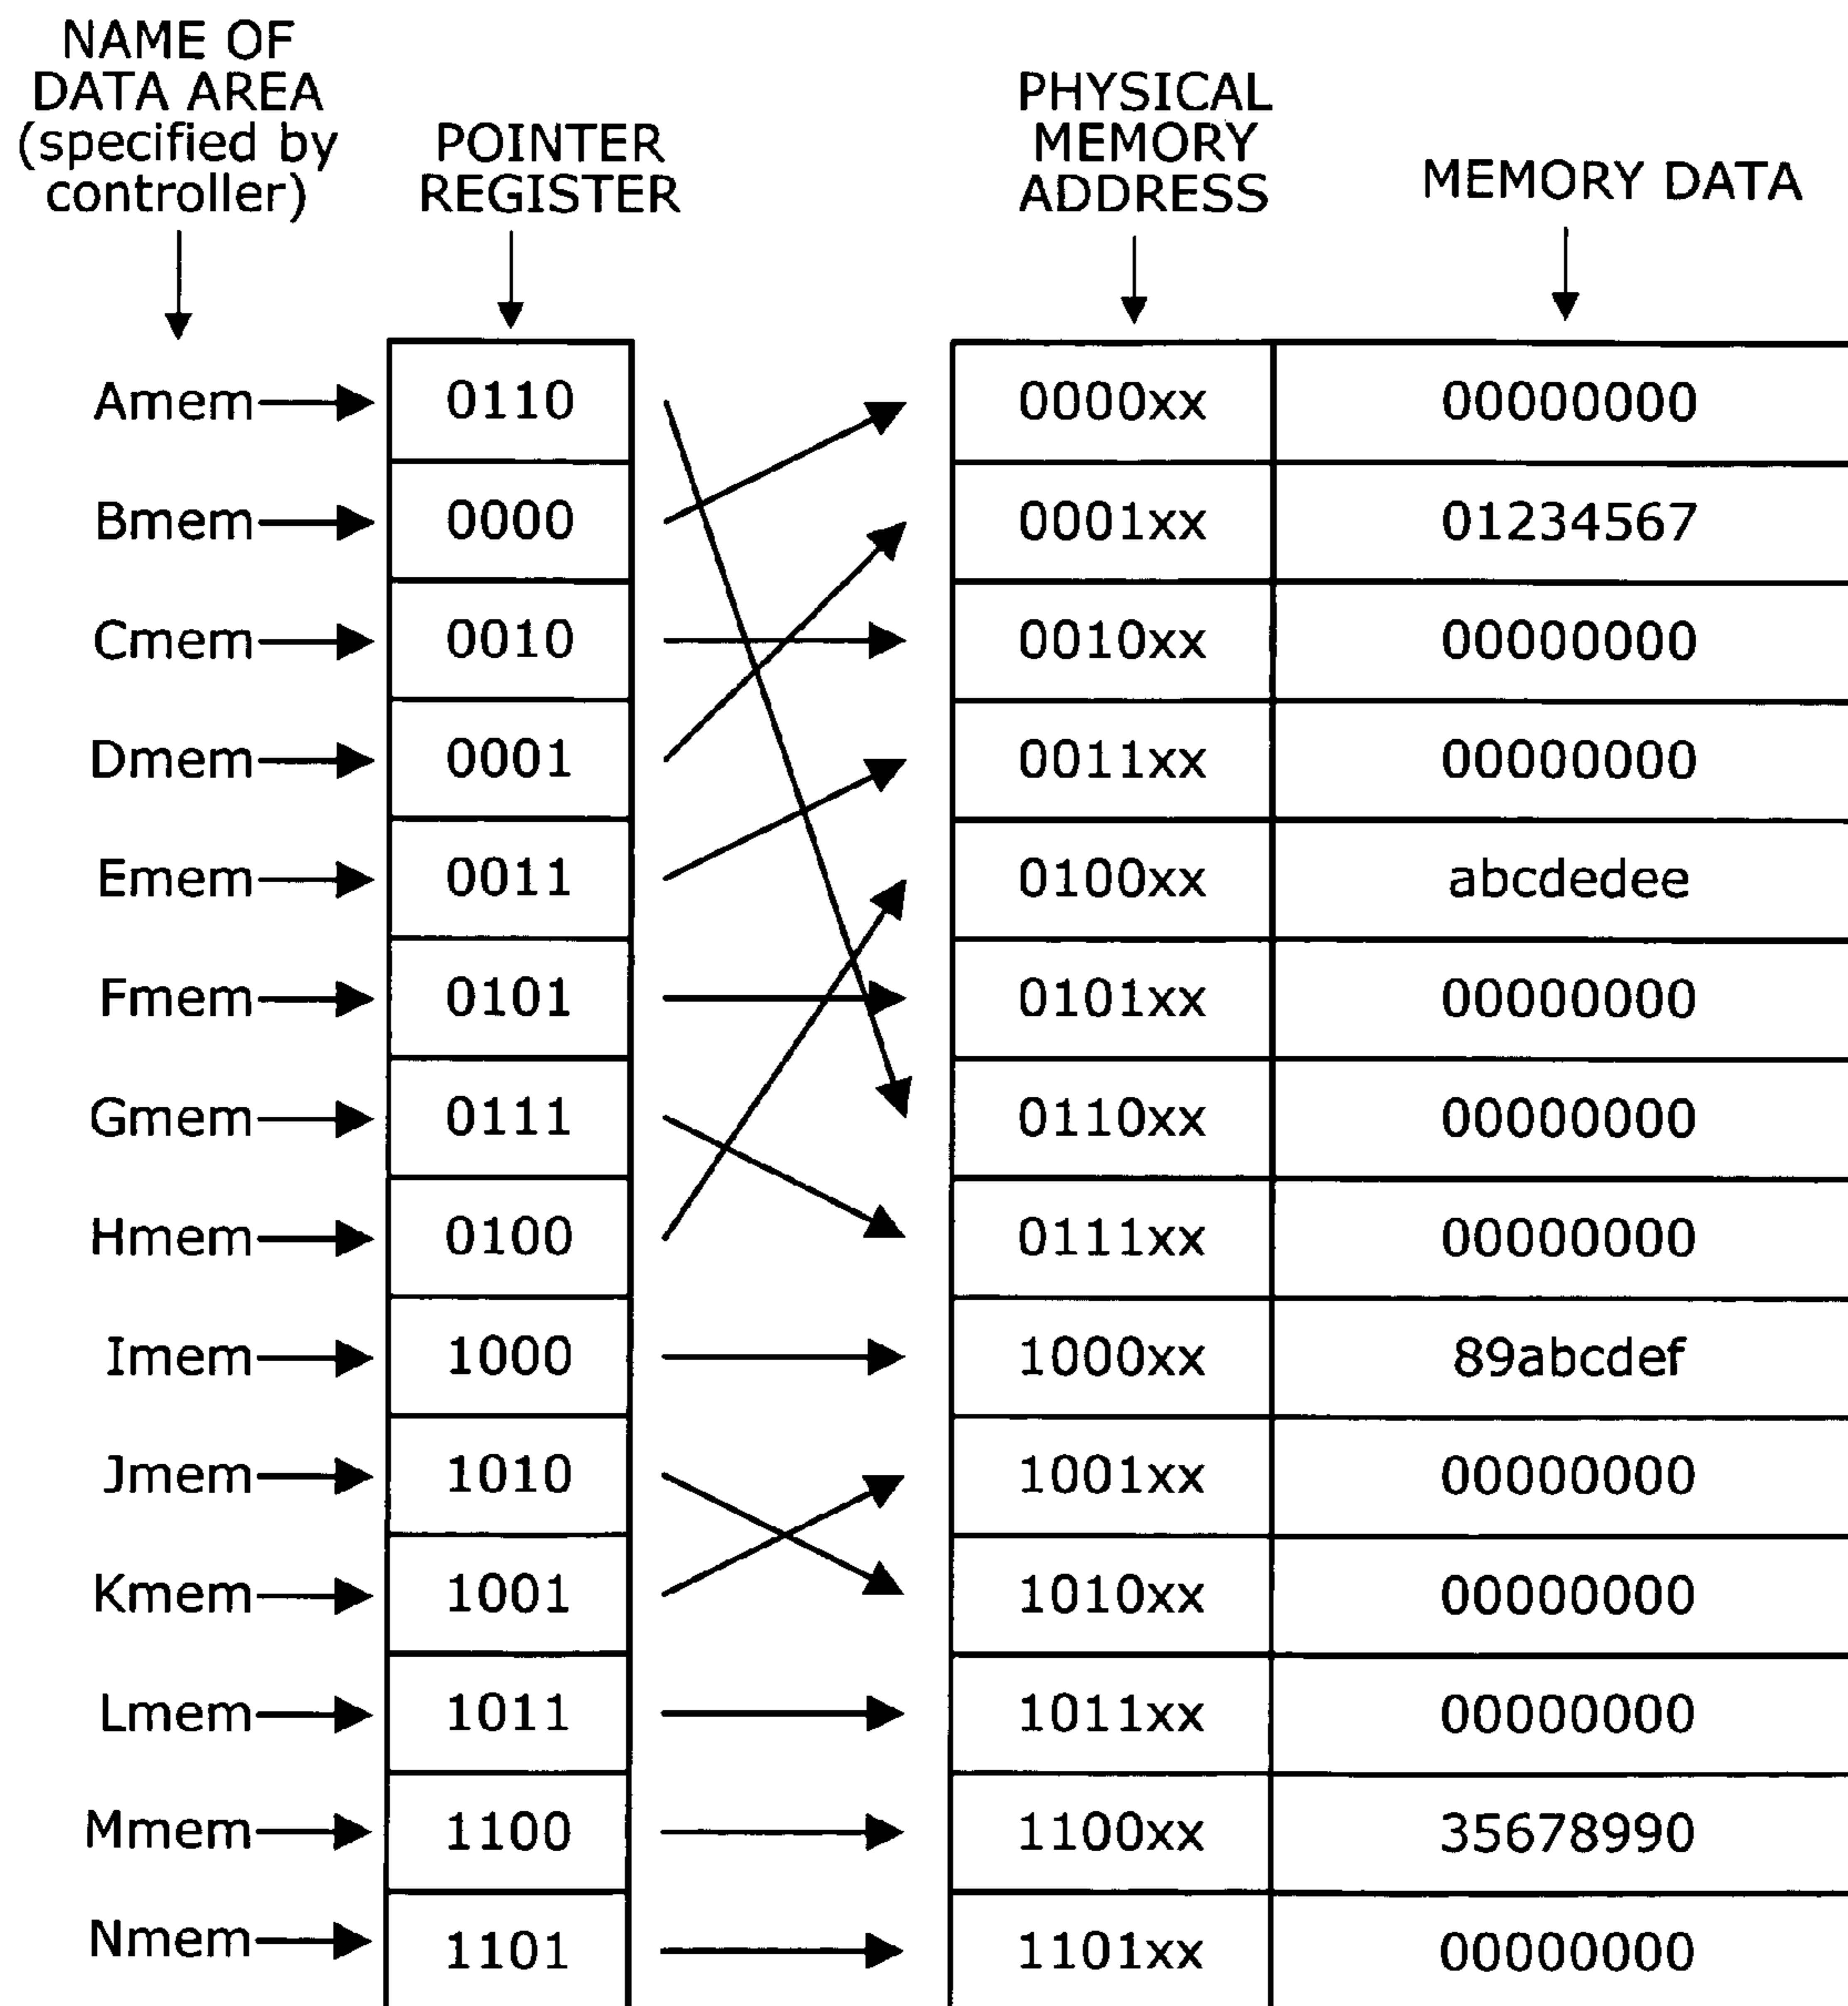 NAME OF
DATA AREA
(specified by
controller)
POINTER
REGISTER
PHYSICAL
MEMORY
ADDRESS
MEMORY DATA
Amem 0110 0000xx 00000000
Bmem 0000 0001xx 01234567
Cmem 0010 0010xx 00000000
Dmem 0001 0011xx 00000000
Emem 0011 0100xx abcdedee
Fmem 0101 0101xx 00000000
Gmem 0111 0110xx 00000000
Hmem 0100 0111xx 00000000
Imem 1000 1000xx 89abcdef
Jmem 1010 1001xx 00000000
Kmem 1001 1010xx 00000000
Lmem 1011 1011xx 00000000
Mmem 1100 1100xx 35678990
Nmem 1101 1101xx 00000000